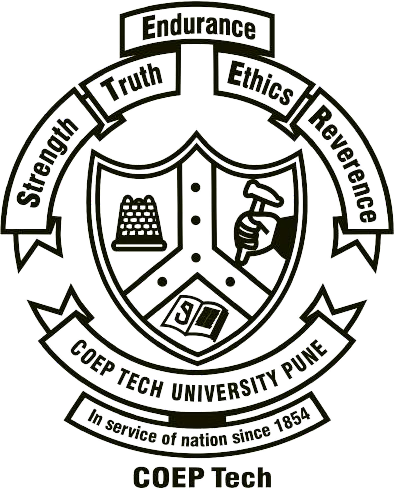 Strength
Truth
Endurance
Ethics
Reverence
COEP TECH UNIVERSITY PUNE
In service of nation since 1854
COEP Tech